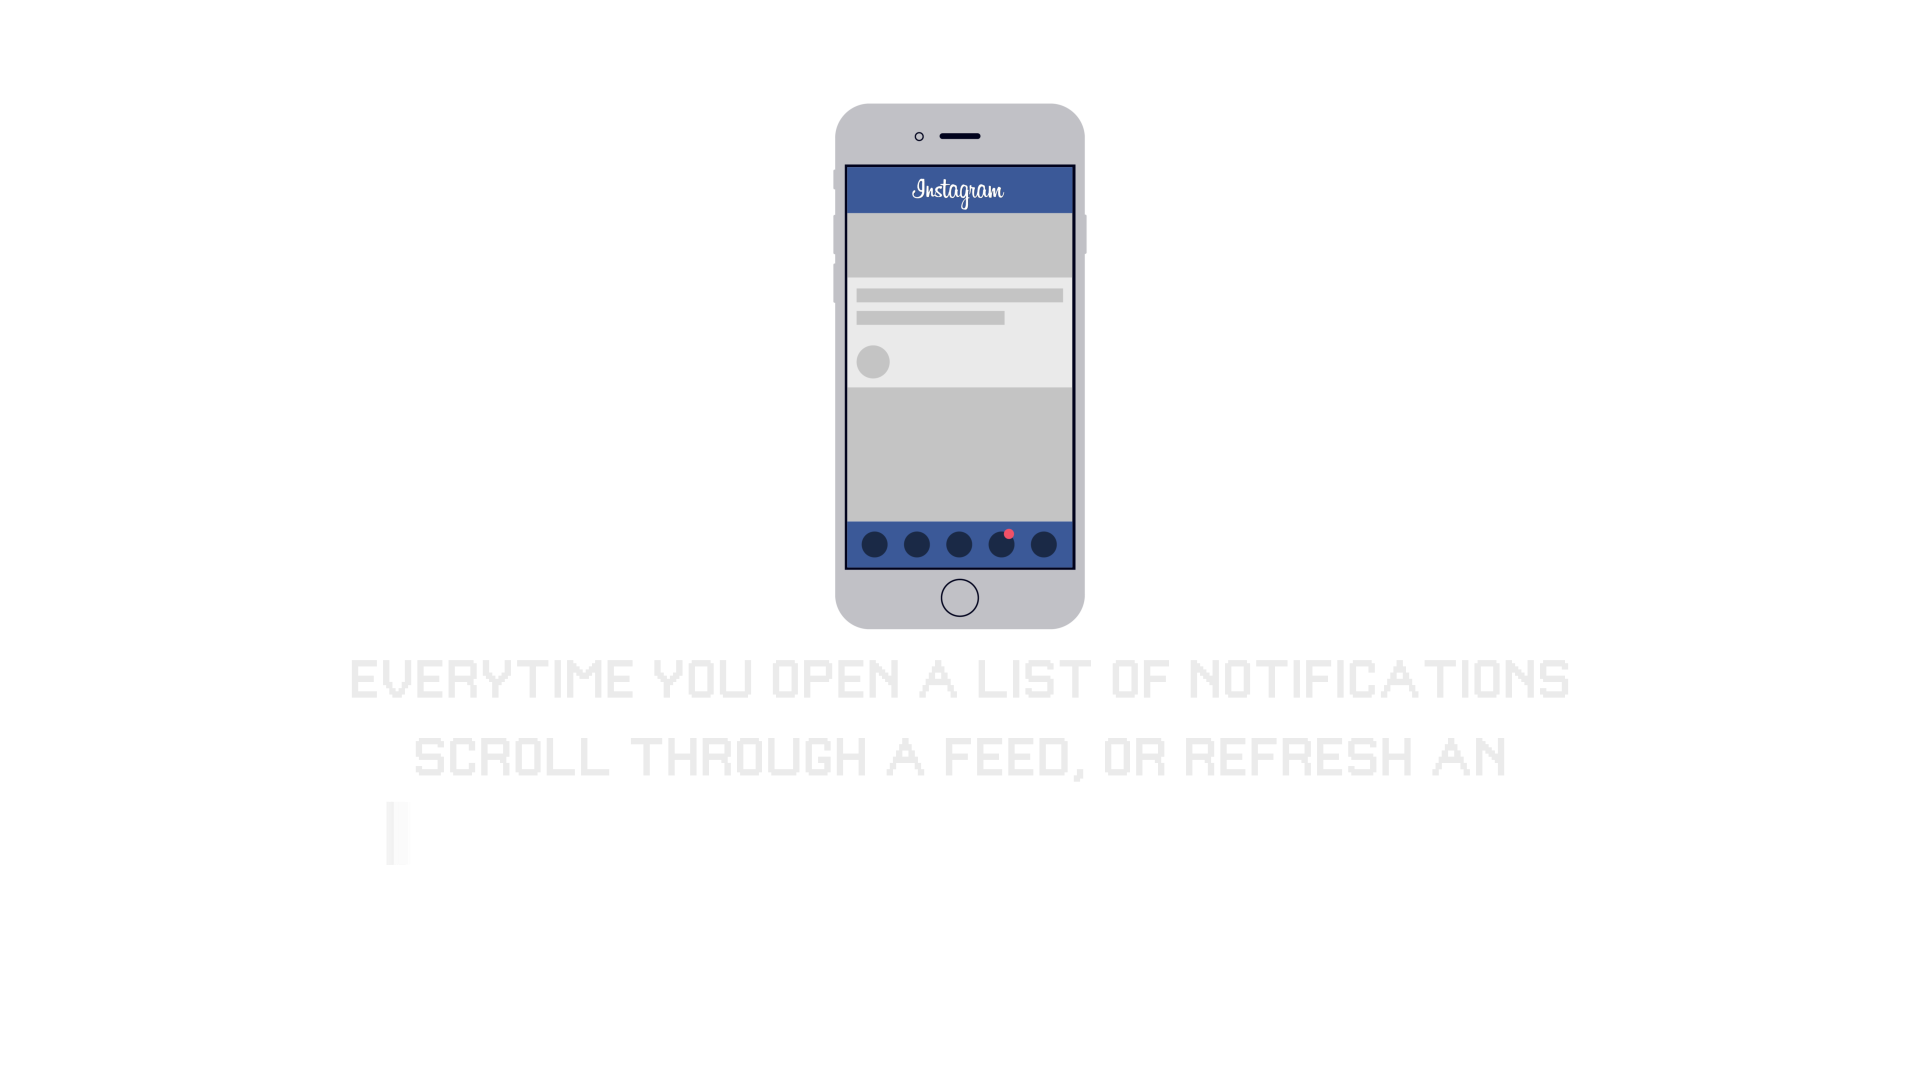 Instagram
EVERYTIME YOU OPEN A LIST OF NOTIFICATIONS
SCROLL THROUGH A FEED, OR REFRESH AN